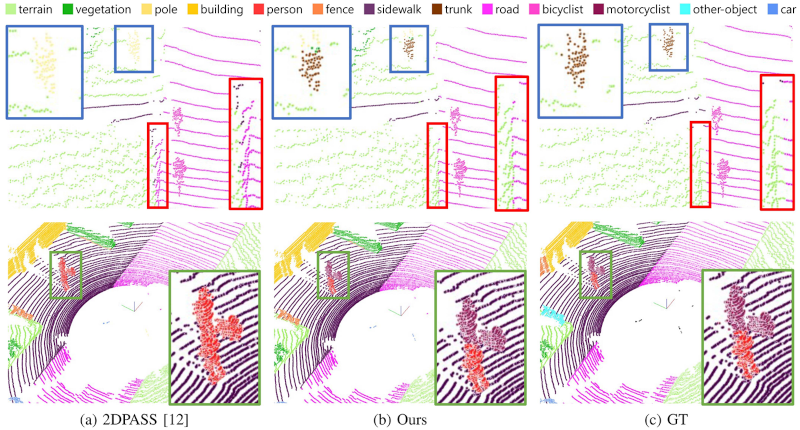 terrain vegetation pole building person fence sidewalk trunk road bicyclist motorcyclist other-object car
(a) 2DPASS [12] (b) Ours (c) GT